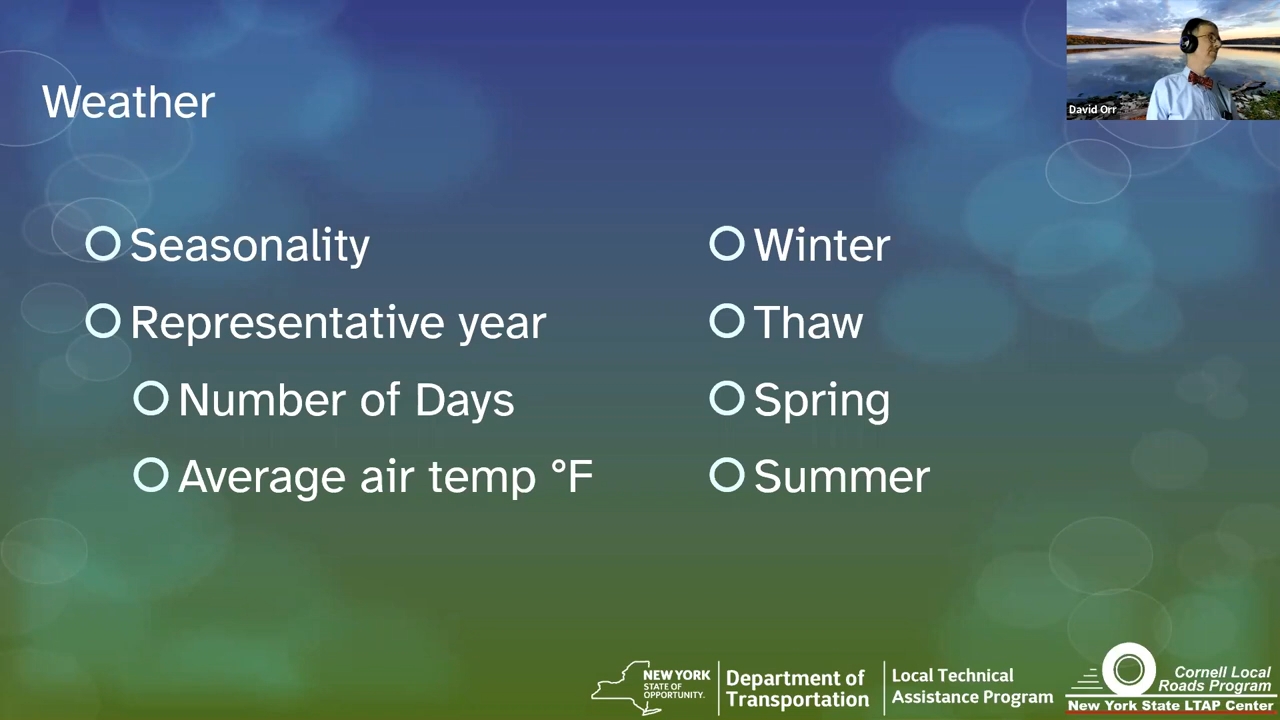 Weather
David Orr
Seasonality
Representative year
Number of Days
Average air temp °F
Winter
Thaw
Spring
Summer
NEW YORK
STATE OF
OPPORTUNITY.
Department of
Transportation
Local Technical
Assistance Program
Cornell Local
Roads Program
New York State LTAP Center